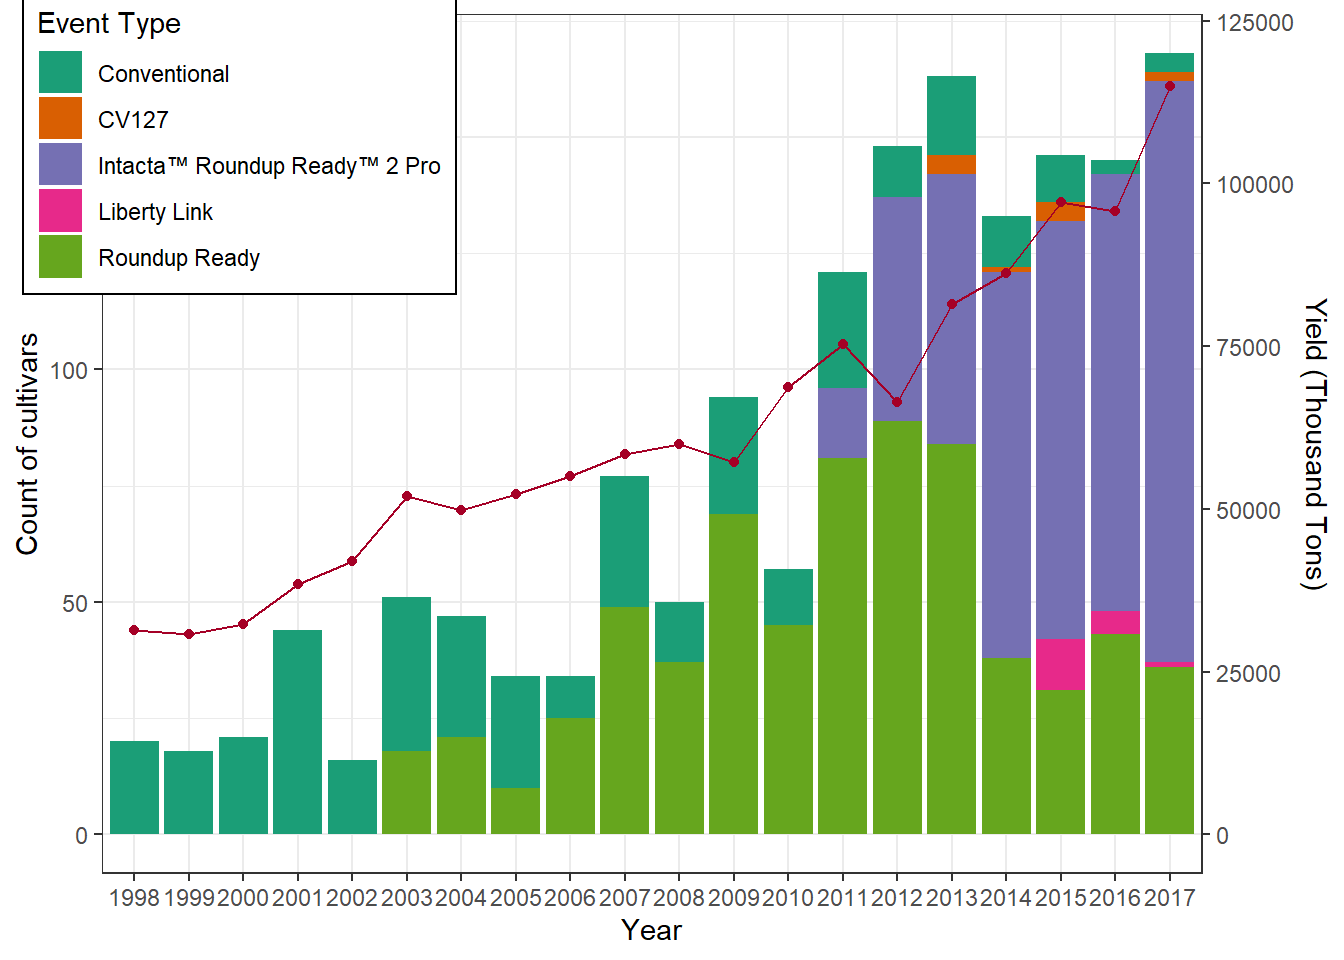 Event Type
Conventional
CV127
Intacta™ Roundup Ready™ 2 Pro
Liberty Link
Roundup Ready
Count of cultivars
100
50
0
125000
100000
75000
50000
25000
0
Yield (Thousand Tons)
1998 1999 2000 2001 2002 2003 2004 2005 2006 2007 2008 2009 2010 2011 2012 2013 2014 2015 2016 2017
Year